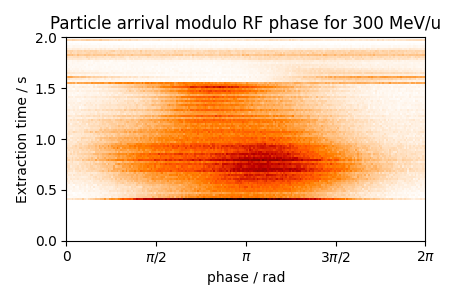 Particle arrival modulo RF phase for 300 MeV/u
2.0
1.5
1.0
0.5
0.0
Extraction time / s
0 π/2 π 3π/2 2π
phase / rad